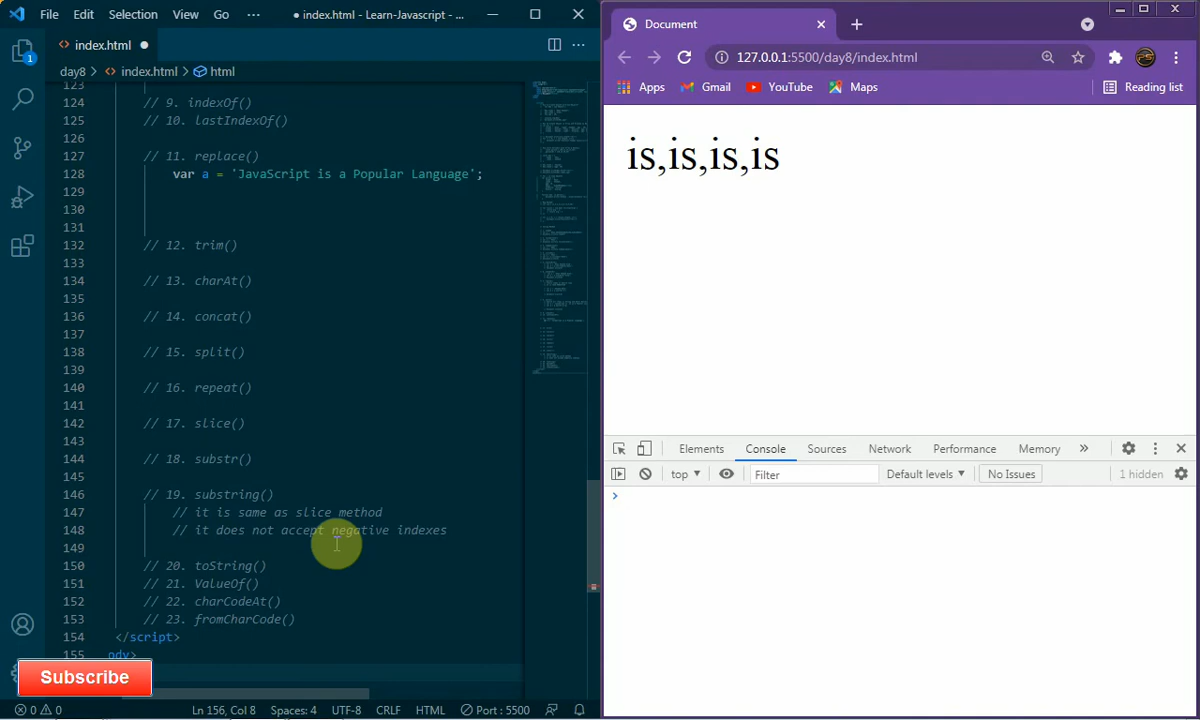 File Edit Selection View Go ··· ● index.html - Learn-Javascript - ...
index.html ●
day8 > index.html > html
123
124 // 9. indexOf()
125 // 10. lastIndexOf()
126
127 // 11. replace()
128 var a = 'JavaScript is a Popular Language';
129
130
131
132 // 12. trim()
133
134 // 13. charAt()
135
136 // 14. concat()
137
138 // 15. split()
139
140 // 16. repeat()
141
142 // 17. slice()
143
144 // 18. substr()
145
146 // 19. substring()
147 // it is same as slice method
148 // it does not accept negative indexes
149
150 // 20. toString()
151 // 21. ValueOf()
152 // 22. charCodeAt()
153 // 23. fromCharCode()
154 </script>
155 ody>
1
Subscribe
0 0 Ln 156, Col 8 Spaces: 4 UTF-8 CRLF HTML Port : 5500
Document
127.0.0.1:5500/day8/index.html
Apps Gmail YouTube Maps Reading list
is,is,is,is
Elements Console Sources Network Performance Memory »
top ▼ Filter Default levels ▼ No Issues 1 hidden
>